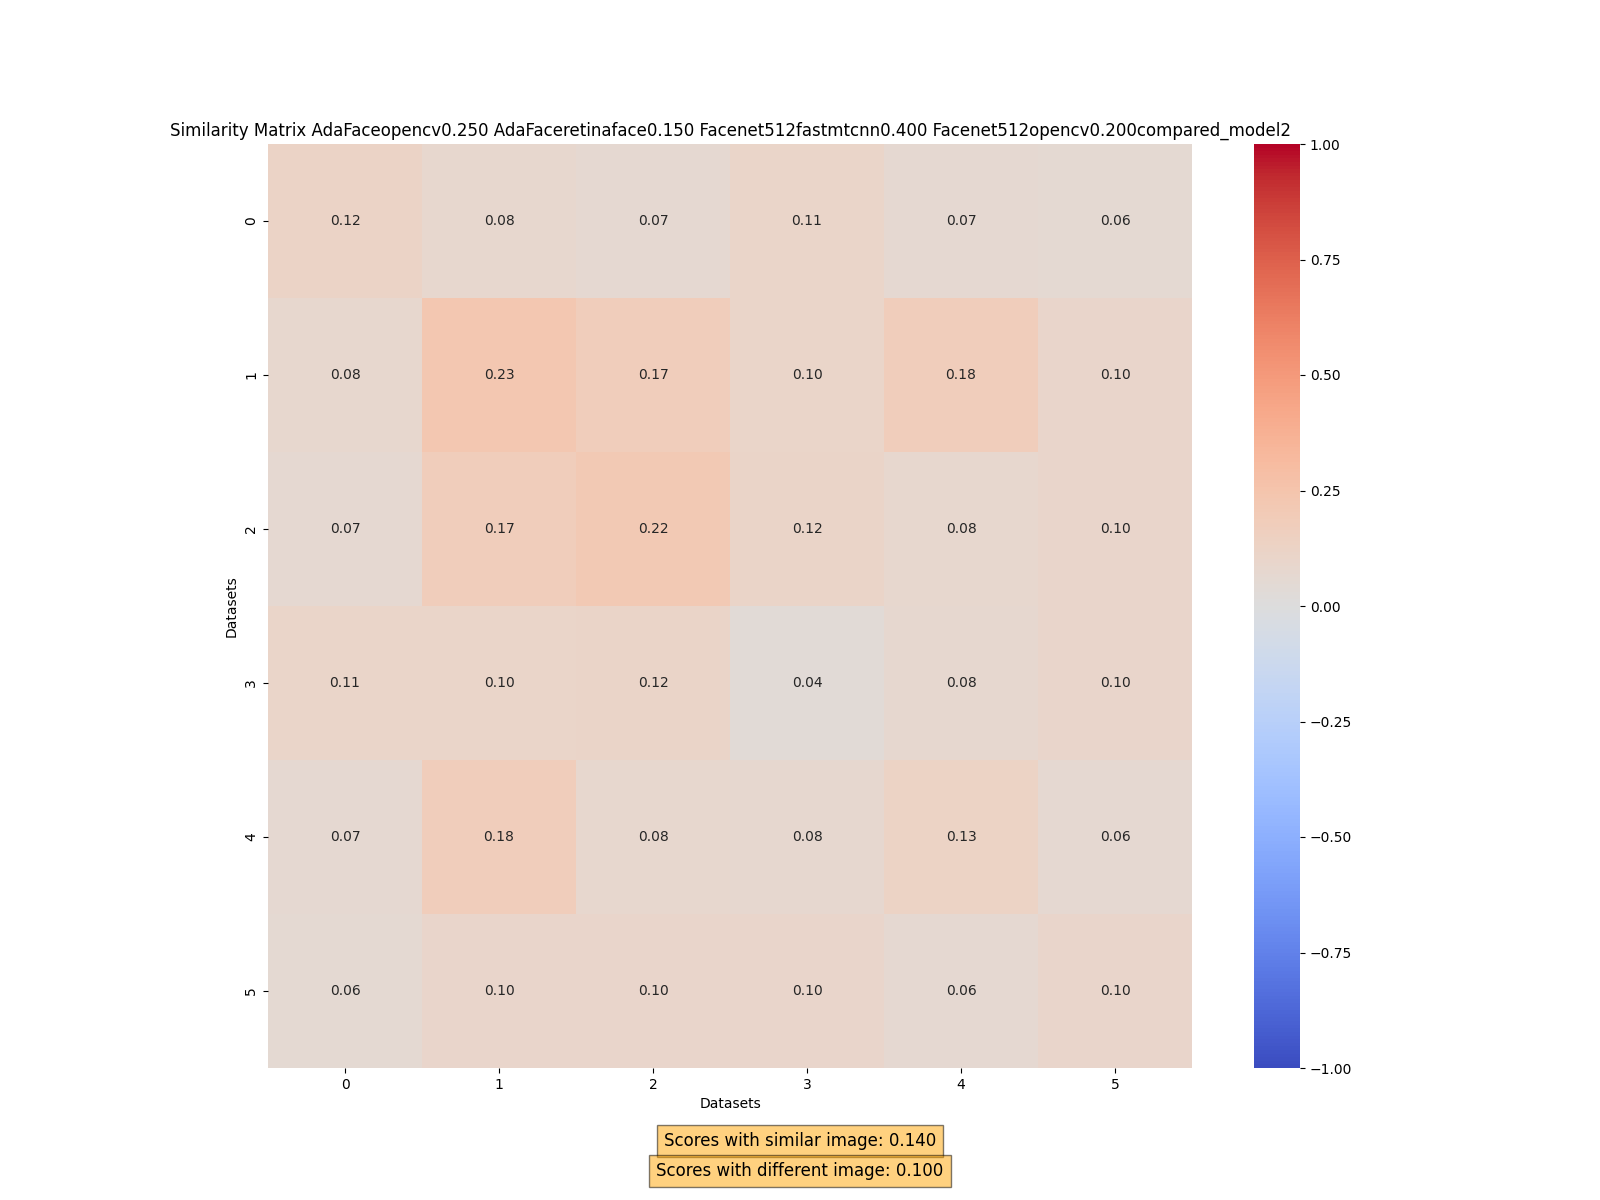 Similarity Matrix AdaFaceopencv0.250 AdaFaceretinaface0.150 Facenet512fastmtcnn0.400 Facenet512opencv0.200compared_model2
1.00
0 0.12 0.08 0.07 0.11 0.07 0.06
0.75
1 0.08 0.23 0.17 0.10 0.18 0.10
0.50
0.25
2 0.07 0.17 0.22 0.12 0.08 0.10
Datasets
0.00
3 0.11 0.10 0.12 0.04 0.08 0.10
−0.25
4 0.07 0.18 0.08 0.08 0.13 0.06
−0.50
−0.75
5 0.06 0.10 0.10 0.10 0.06 0.10
−1.00
0 1 2 3 4 5
Datasets
Scores with similar image: 0.140
Scores with different image: 0.100